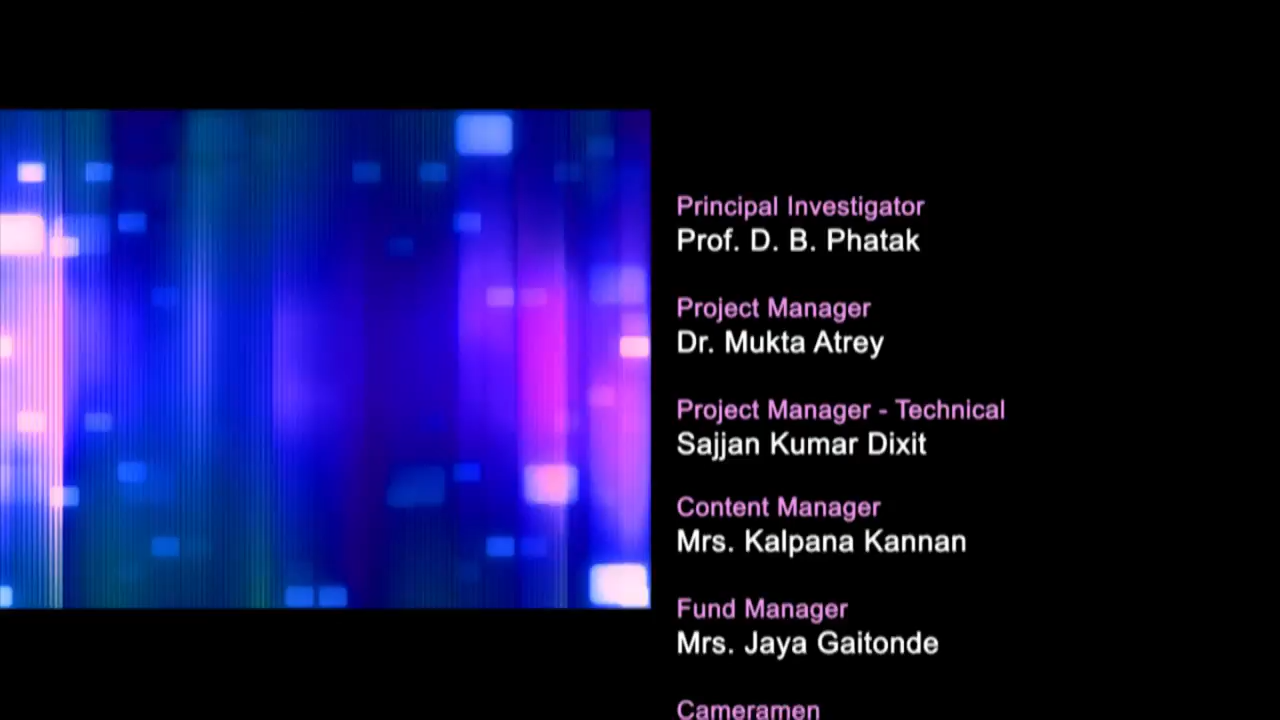 Principal Investigator
Prof. D. B. Phatak
Project Manager
Dr. Mukta Atrey
Project Manager - Technical
Sajjan Kumar Dixit
Content Manager
Mrs. Kalpana Kannan
Fund Manager
Mrs. Jaya Gaitonde
Cameramen